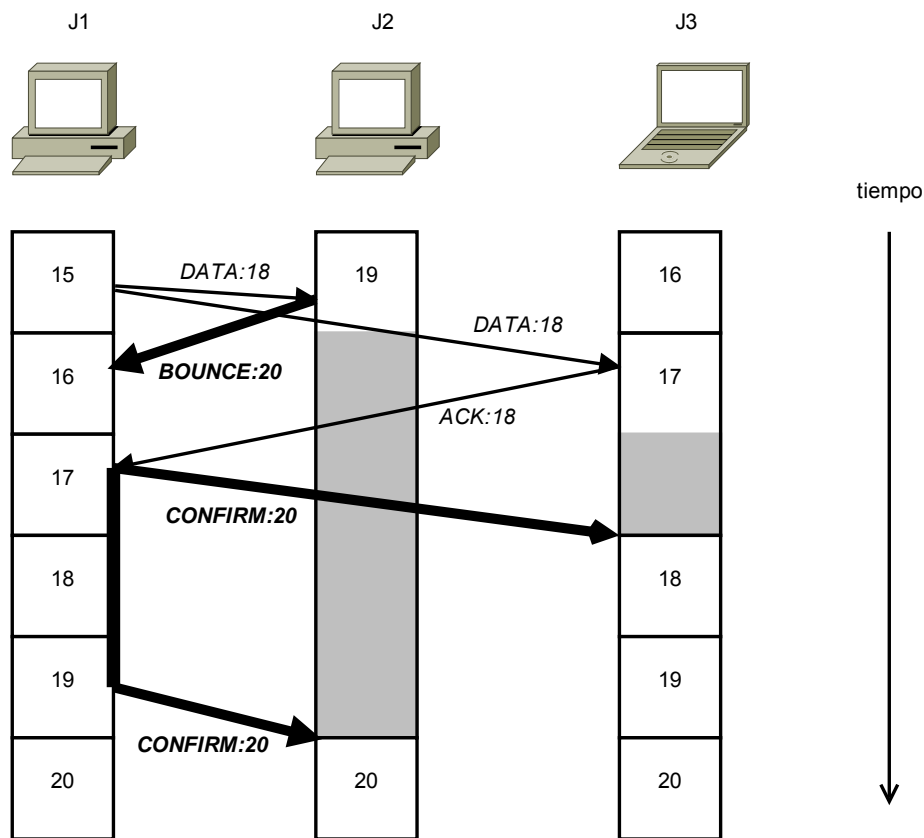 J1
J2
J3
tiempo
15
DATA:18
19
16
DATA:18
16
BOUNCE:20
17
ACK:18
17
CONFIRM:20
18
18
19
19
CONFIRM:20
20
20
20